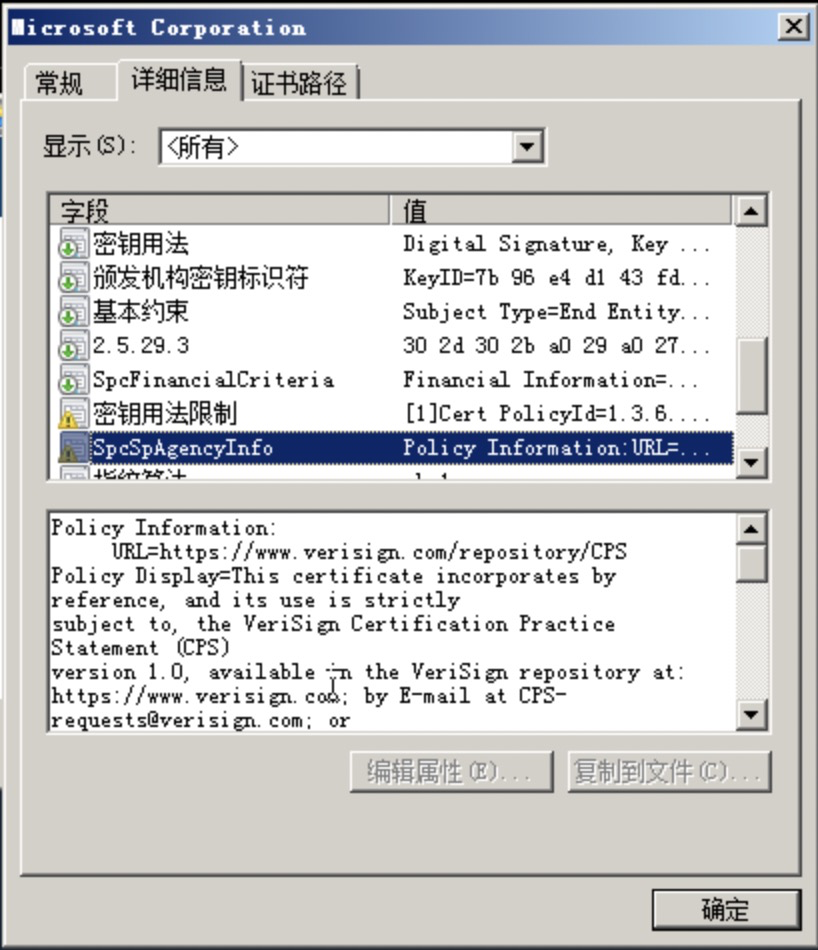 Microsoft Corporation
常规 详细信息 证书路径
显示(S): <所有>
字段 值
密钥用法 Digital Signature, Key ...
颁发机构密钥标识符 KeyID=7b 96 e4 d1 43 fd...
基本约束 Subject Type=End Entity...
2.5.29.3 30 2d 30 2b a0 29 a0 27...
SpcFinancialCriteria Financial Information=...
密钥用法限制 [1]Cert PolicyId=1.3.6....
SpcSpAgencyInfo Policy Information:URL=...
Policy Information:
URL=https://www.verisign.com/repository/CPS
Policy Display=This certificate incorporates by
reference, and its use is strictly
subject to, the VeriSign Certification Practice
Statement (CPS)
version 1.0, available in the VeriSign repository at:
https://www.verisign.com; by E-mail at CPS-
requests@verisign.com; or
编辑属性(E)... 复制到文件(C)...
确定